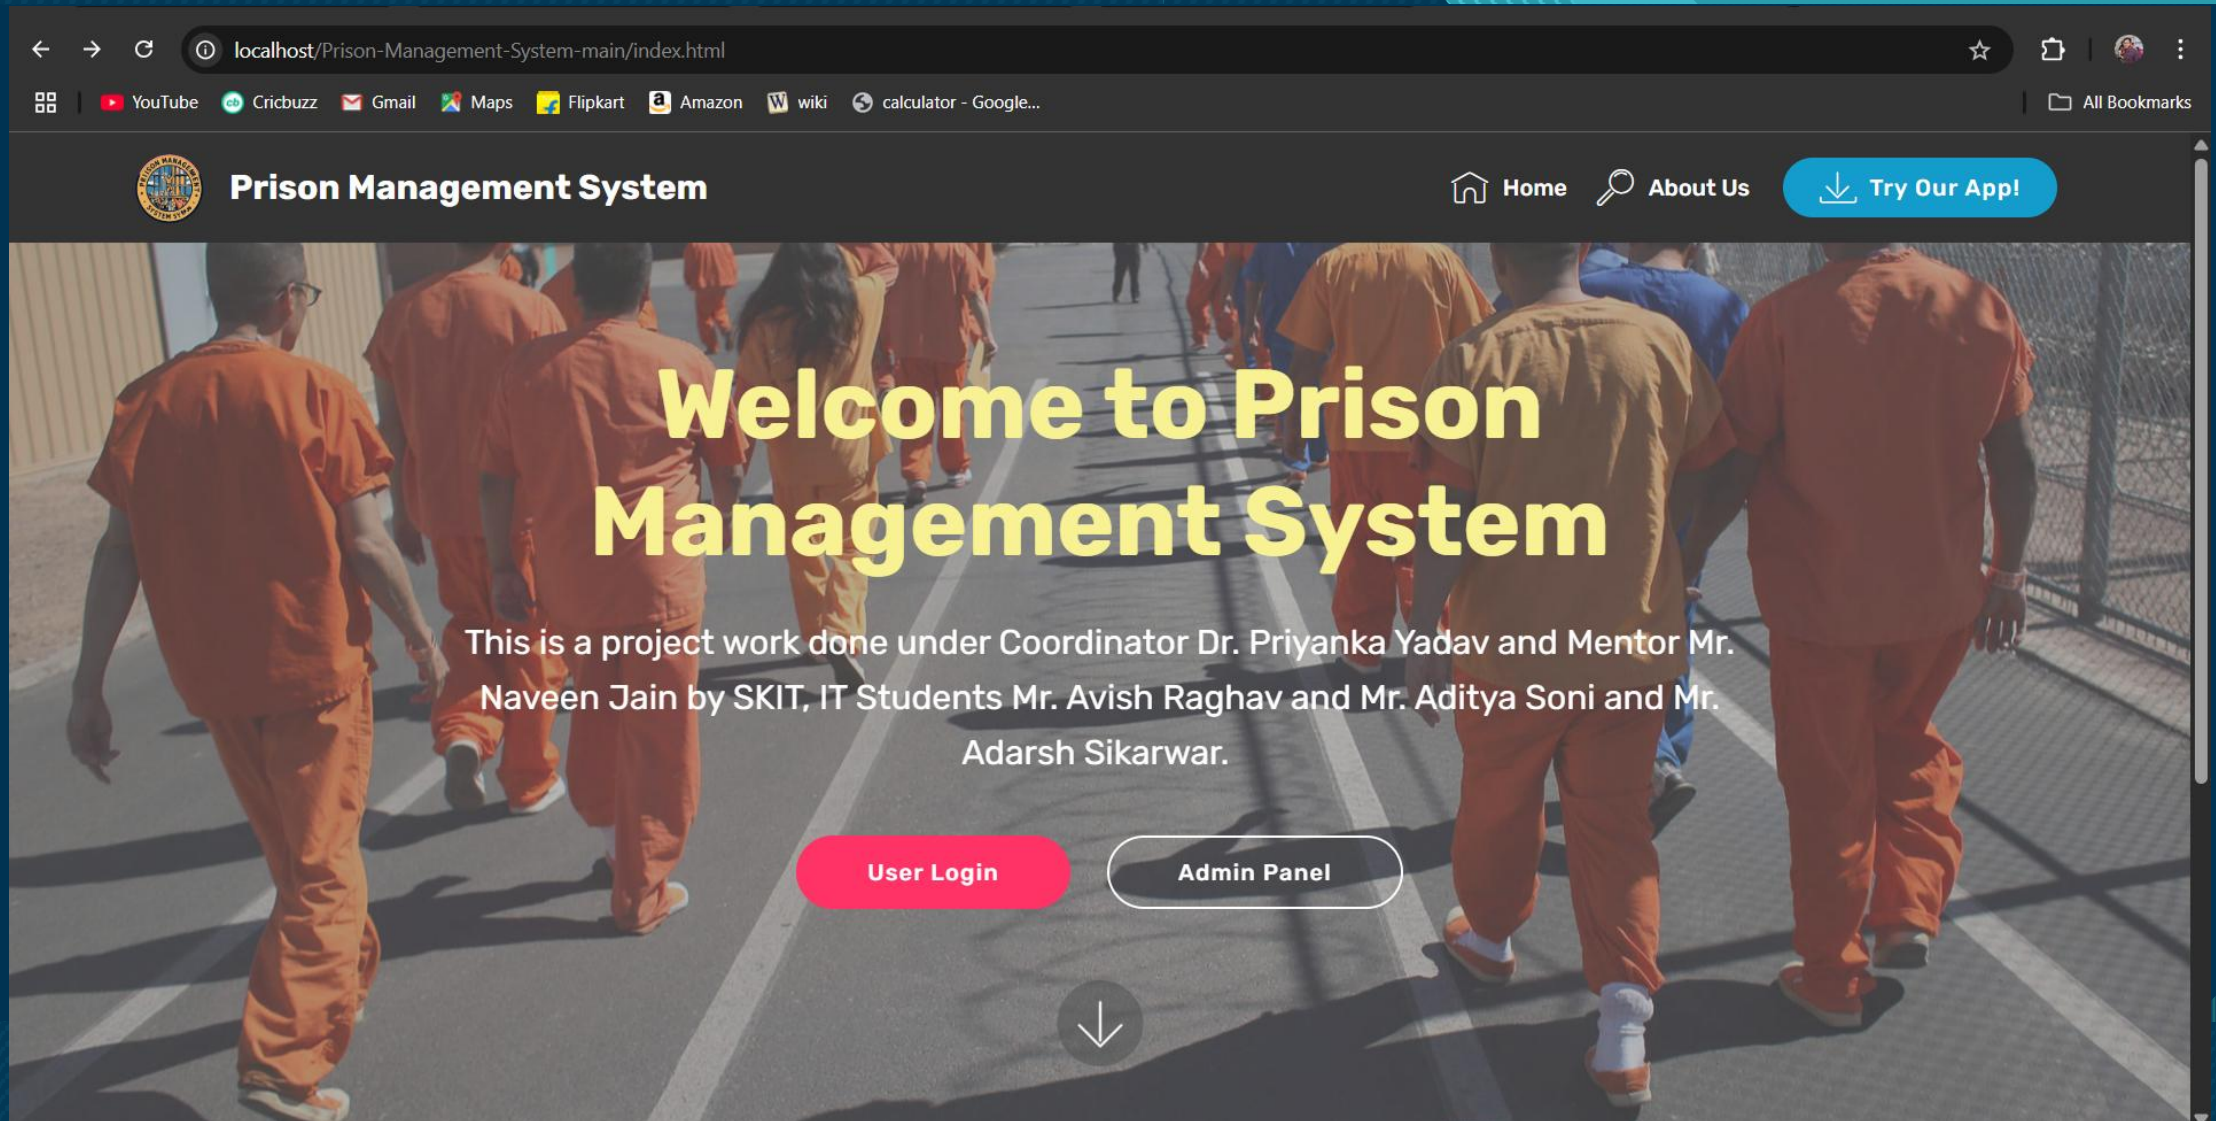 localhost/Prison-Management-System-main/index.html
YouTube Cricbuzz Gmail Maps Flipkart Amazon wiki calculator - Google... All Bookmarks
Prison Management System Home About Us Try Our App!
Welcome to Prison
Management System
This is a project work done under Coordinator Dr. Priyanka Yadav and Mentor Mr.
Naveen Jain by SKIT, IT Students Mr. Avish Raghav and Mr. Aditya Soni and Mr.
Adarsh Sikarwar.
User Login Admin Panel